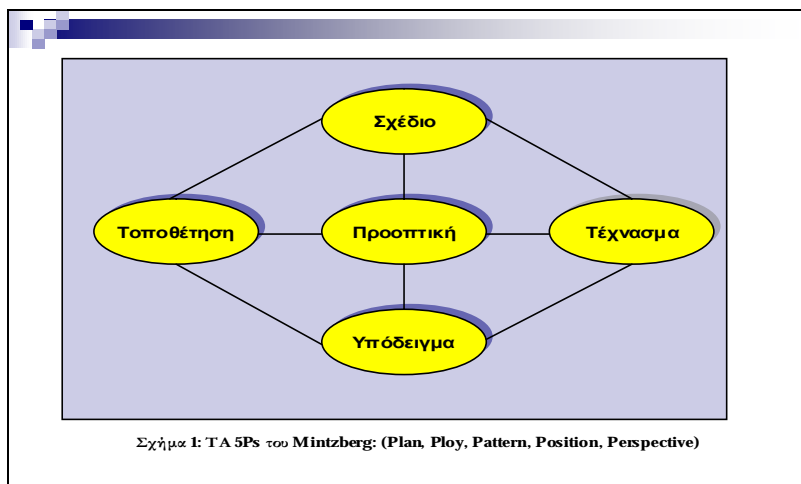 Σχέδιο
Τοποθέτηση Προοπτική Τέχνασμα
Υπόδειγμα
Σχήμα 1: ΤΑ 5Ps του Mintzberg: (Plan, Ploy, Pattern, Position, Perspective)